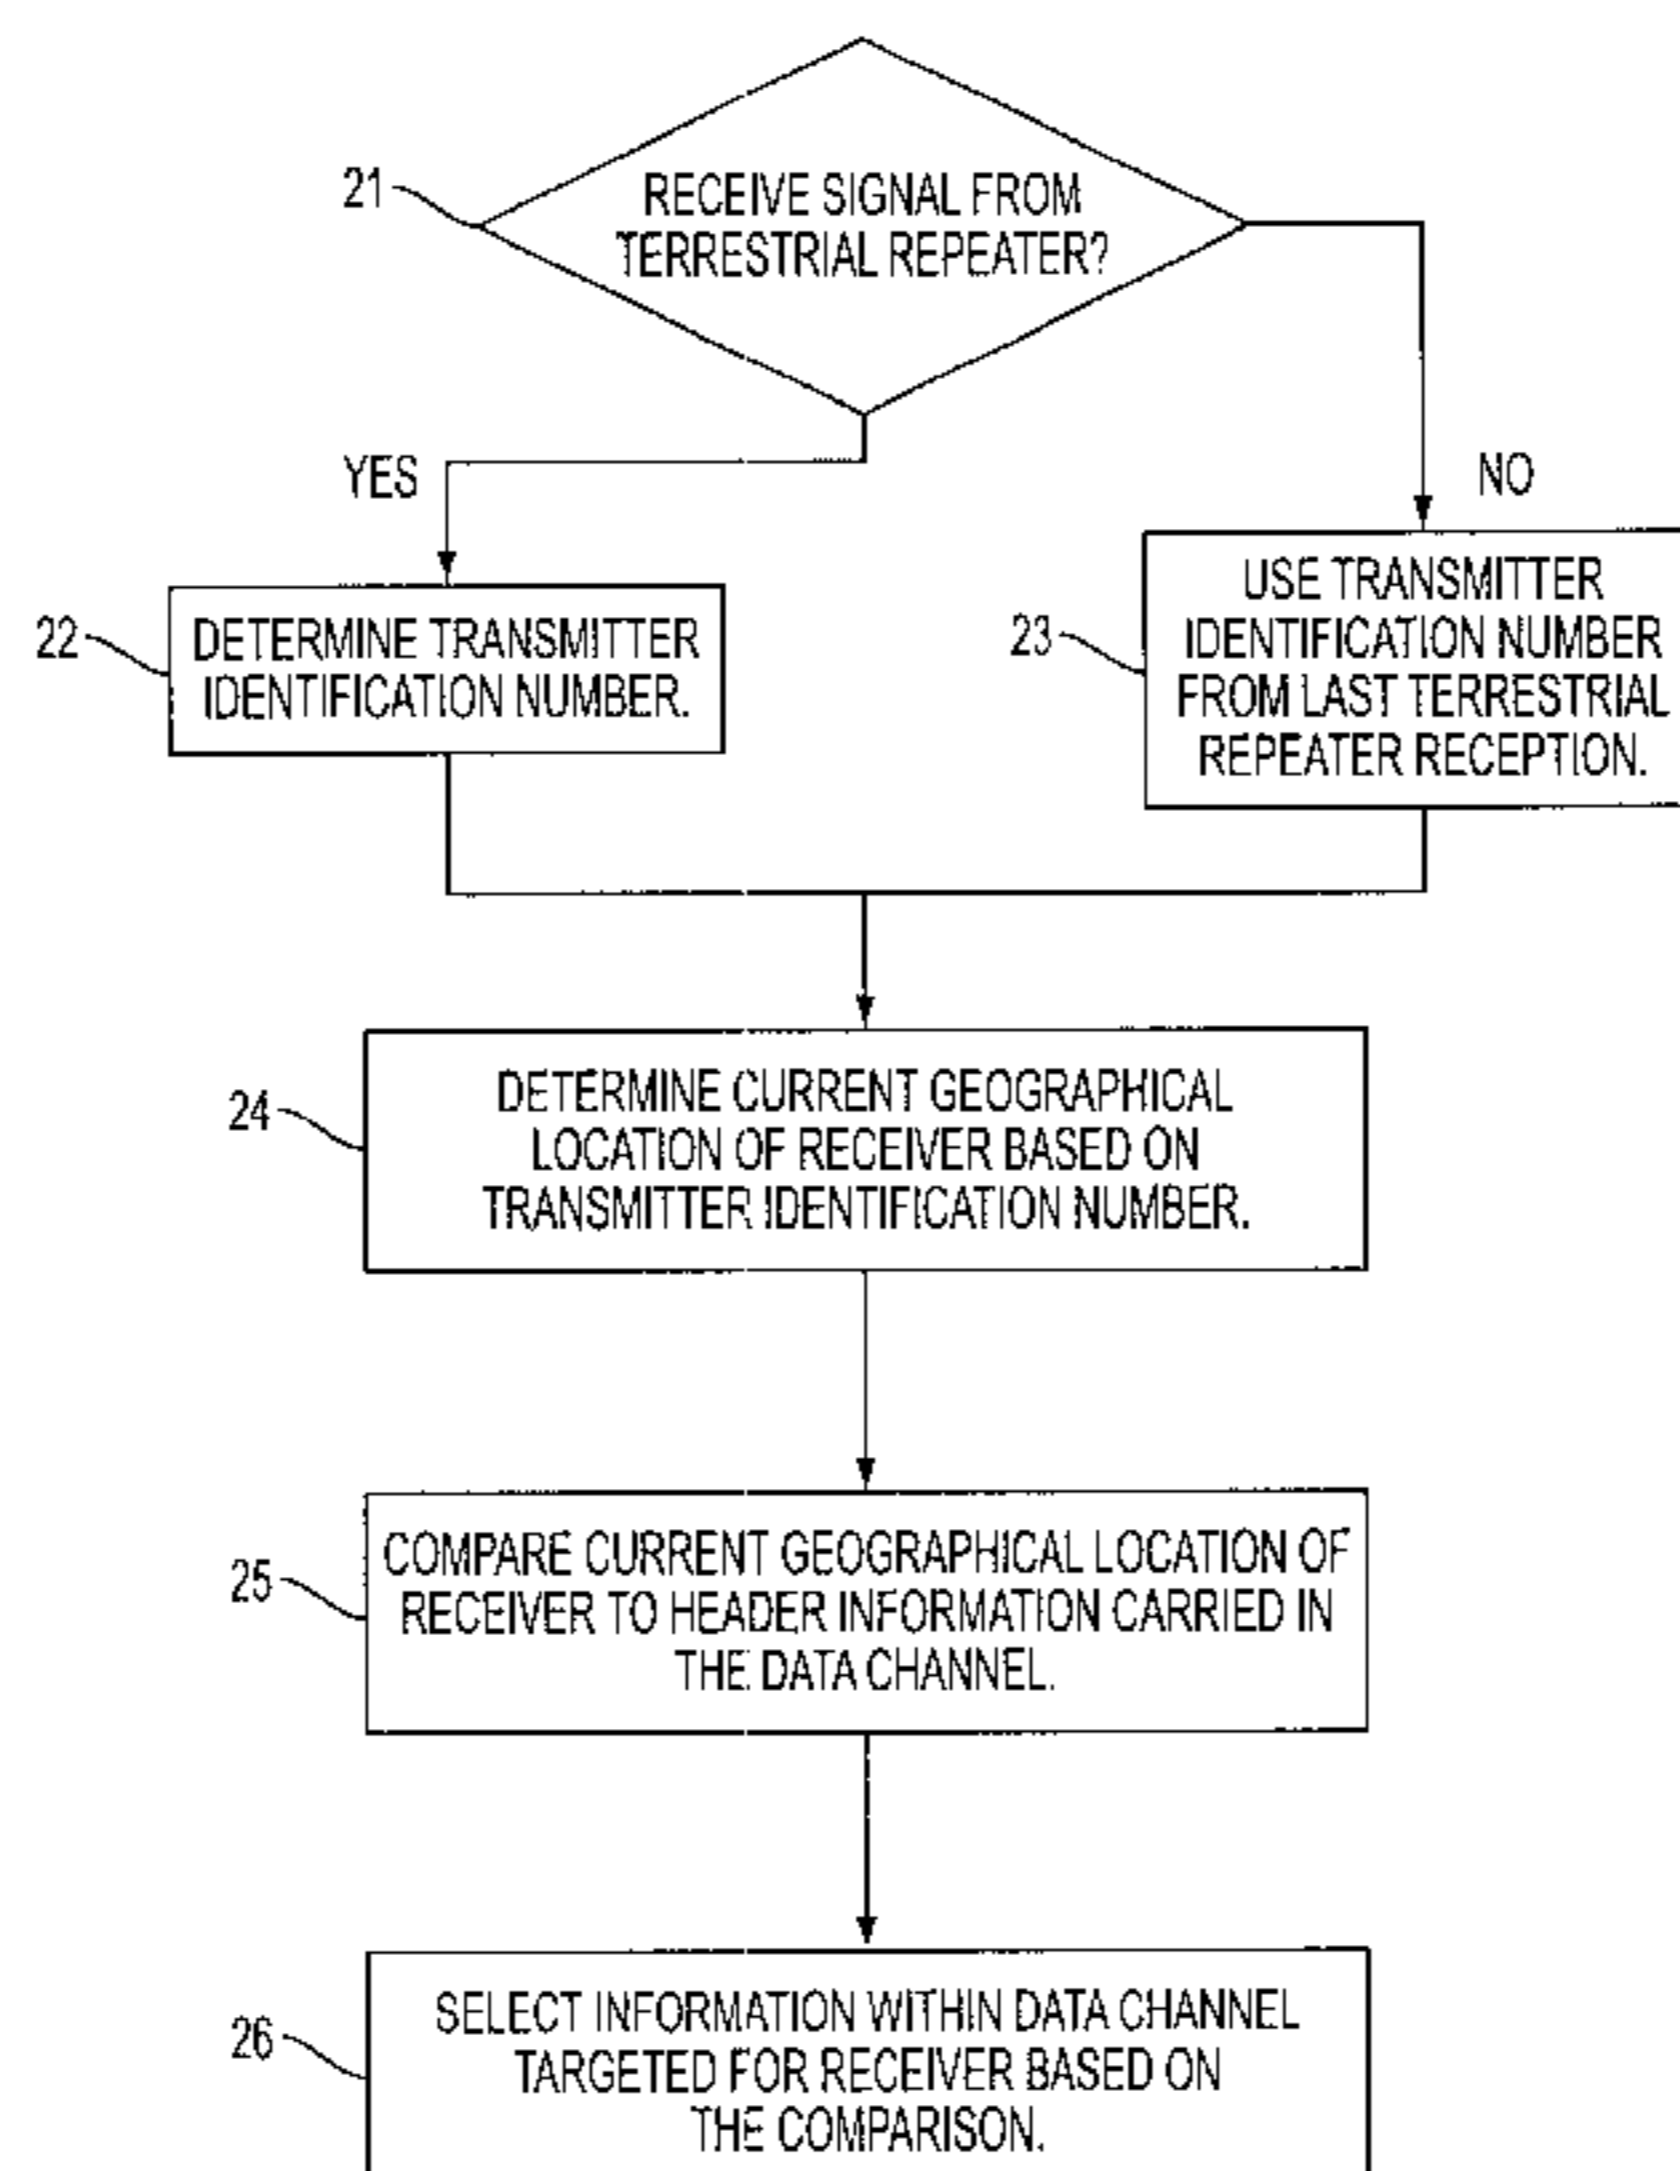 21
RECEIVE SIGNAL FROM
TERRESTRIAL REPEATER?
YES
NO
22
DETERMINE TRANSMITTER
IDENTIFICATION NUMBER.
23
USE TRANSMITTER
IDENTIFICATION NUMBER
FROM LAST TERRESTRIAL
REPEATER RECEPTION.
24
DETERMINE CURRENT GEOGRAPHICAL
LOCATION OF RECEIVER BASED ON
TRANSMITTER IDENTIFICATION NUMBER.
25
COMPARE CURRENT GEOGRAPHICAL LOCATION OF
RECEIVER TO HEADER INFORMATION CARRIED IN
THE DATA CHANNEL.
26
SELECT INFORMATION WITHIN DATA CHANNEL
TARGETED FOR RECEIVER BASED ON
THE COMPARISON.